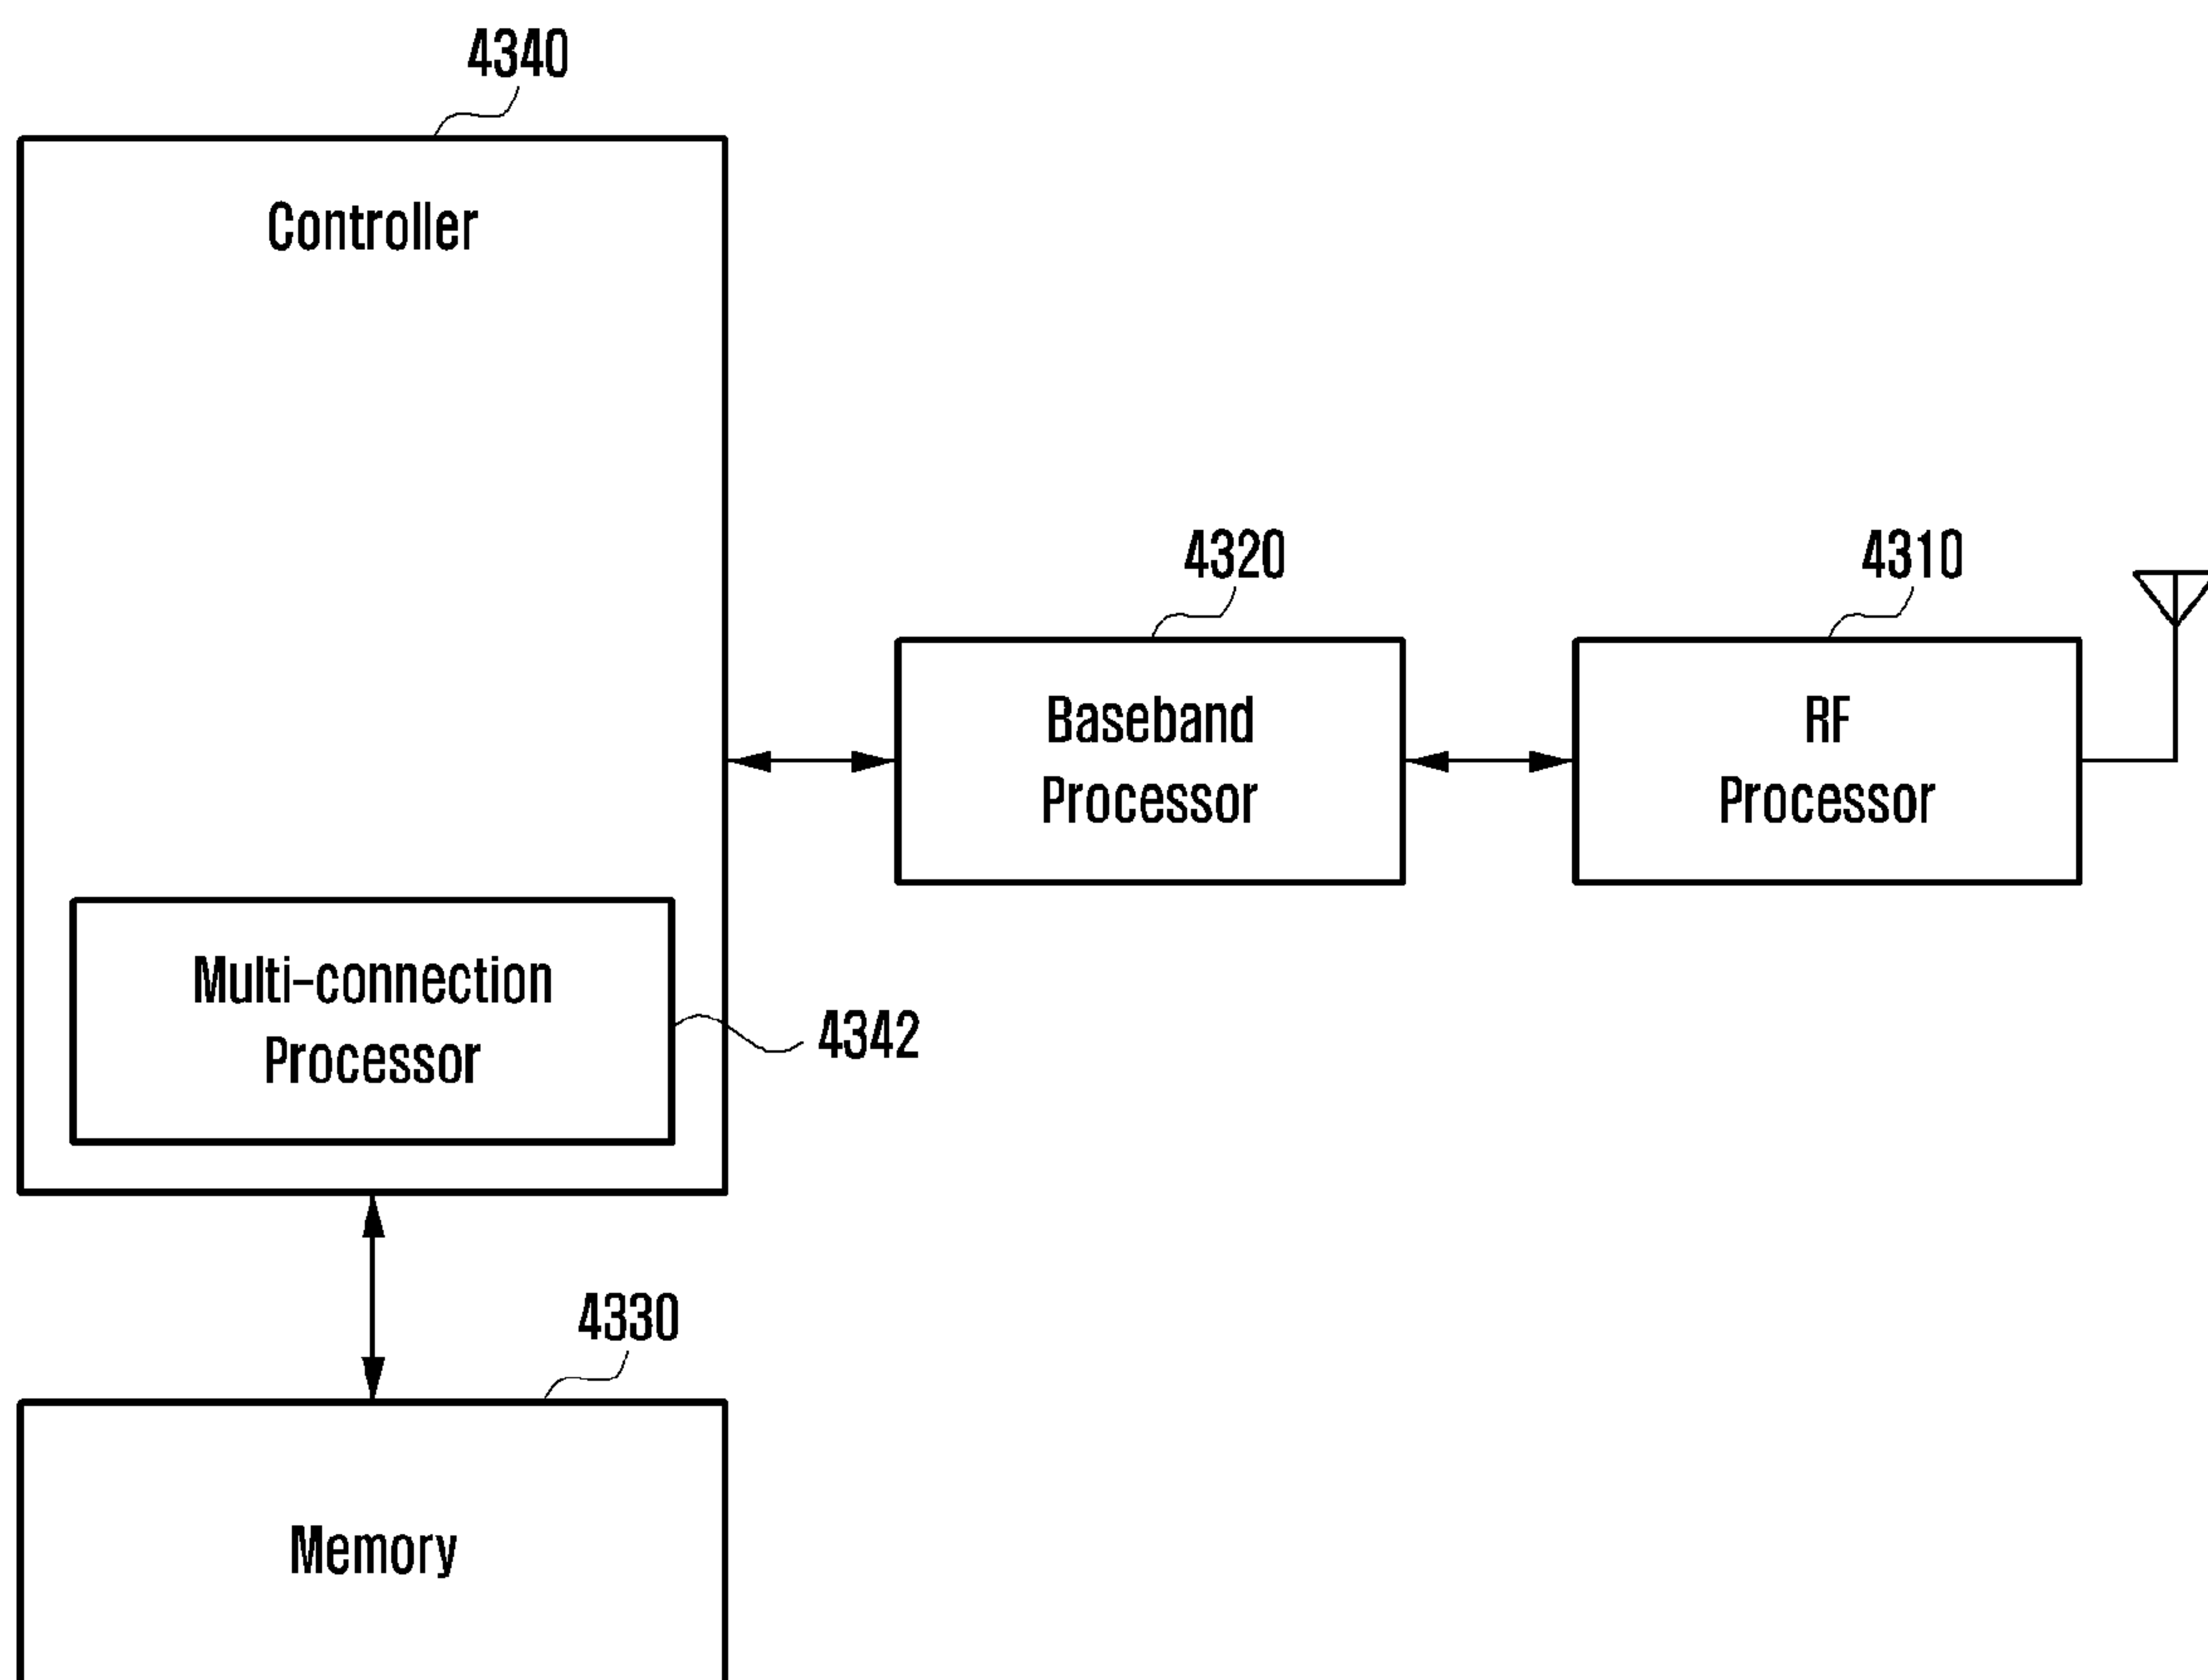 4340
Controller
4320
4310
Baseband
Processor
RF
Processor
Multi-connection
Processor
4342
4330
Memory